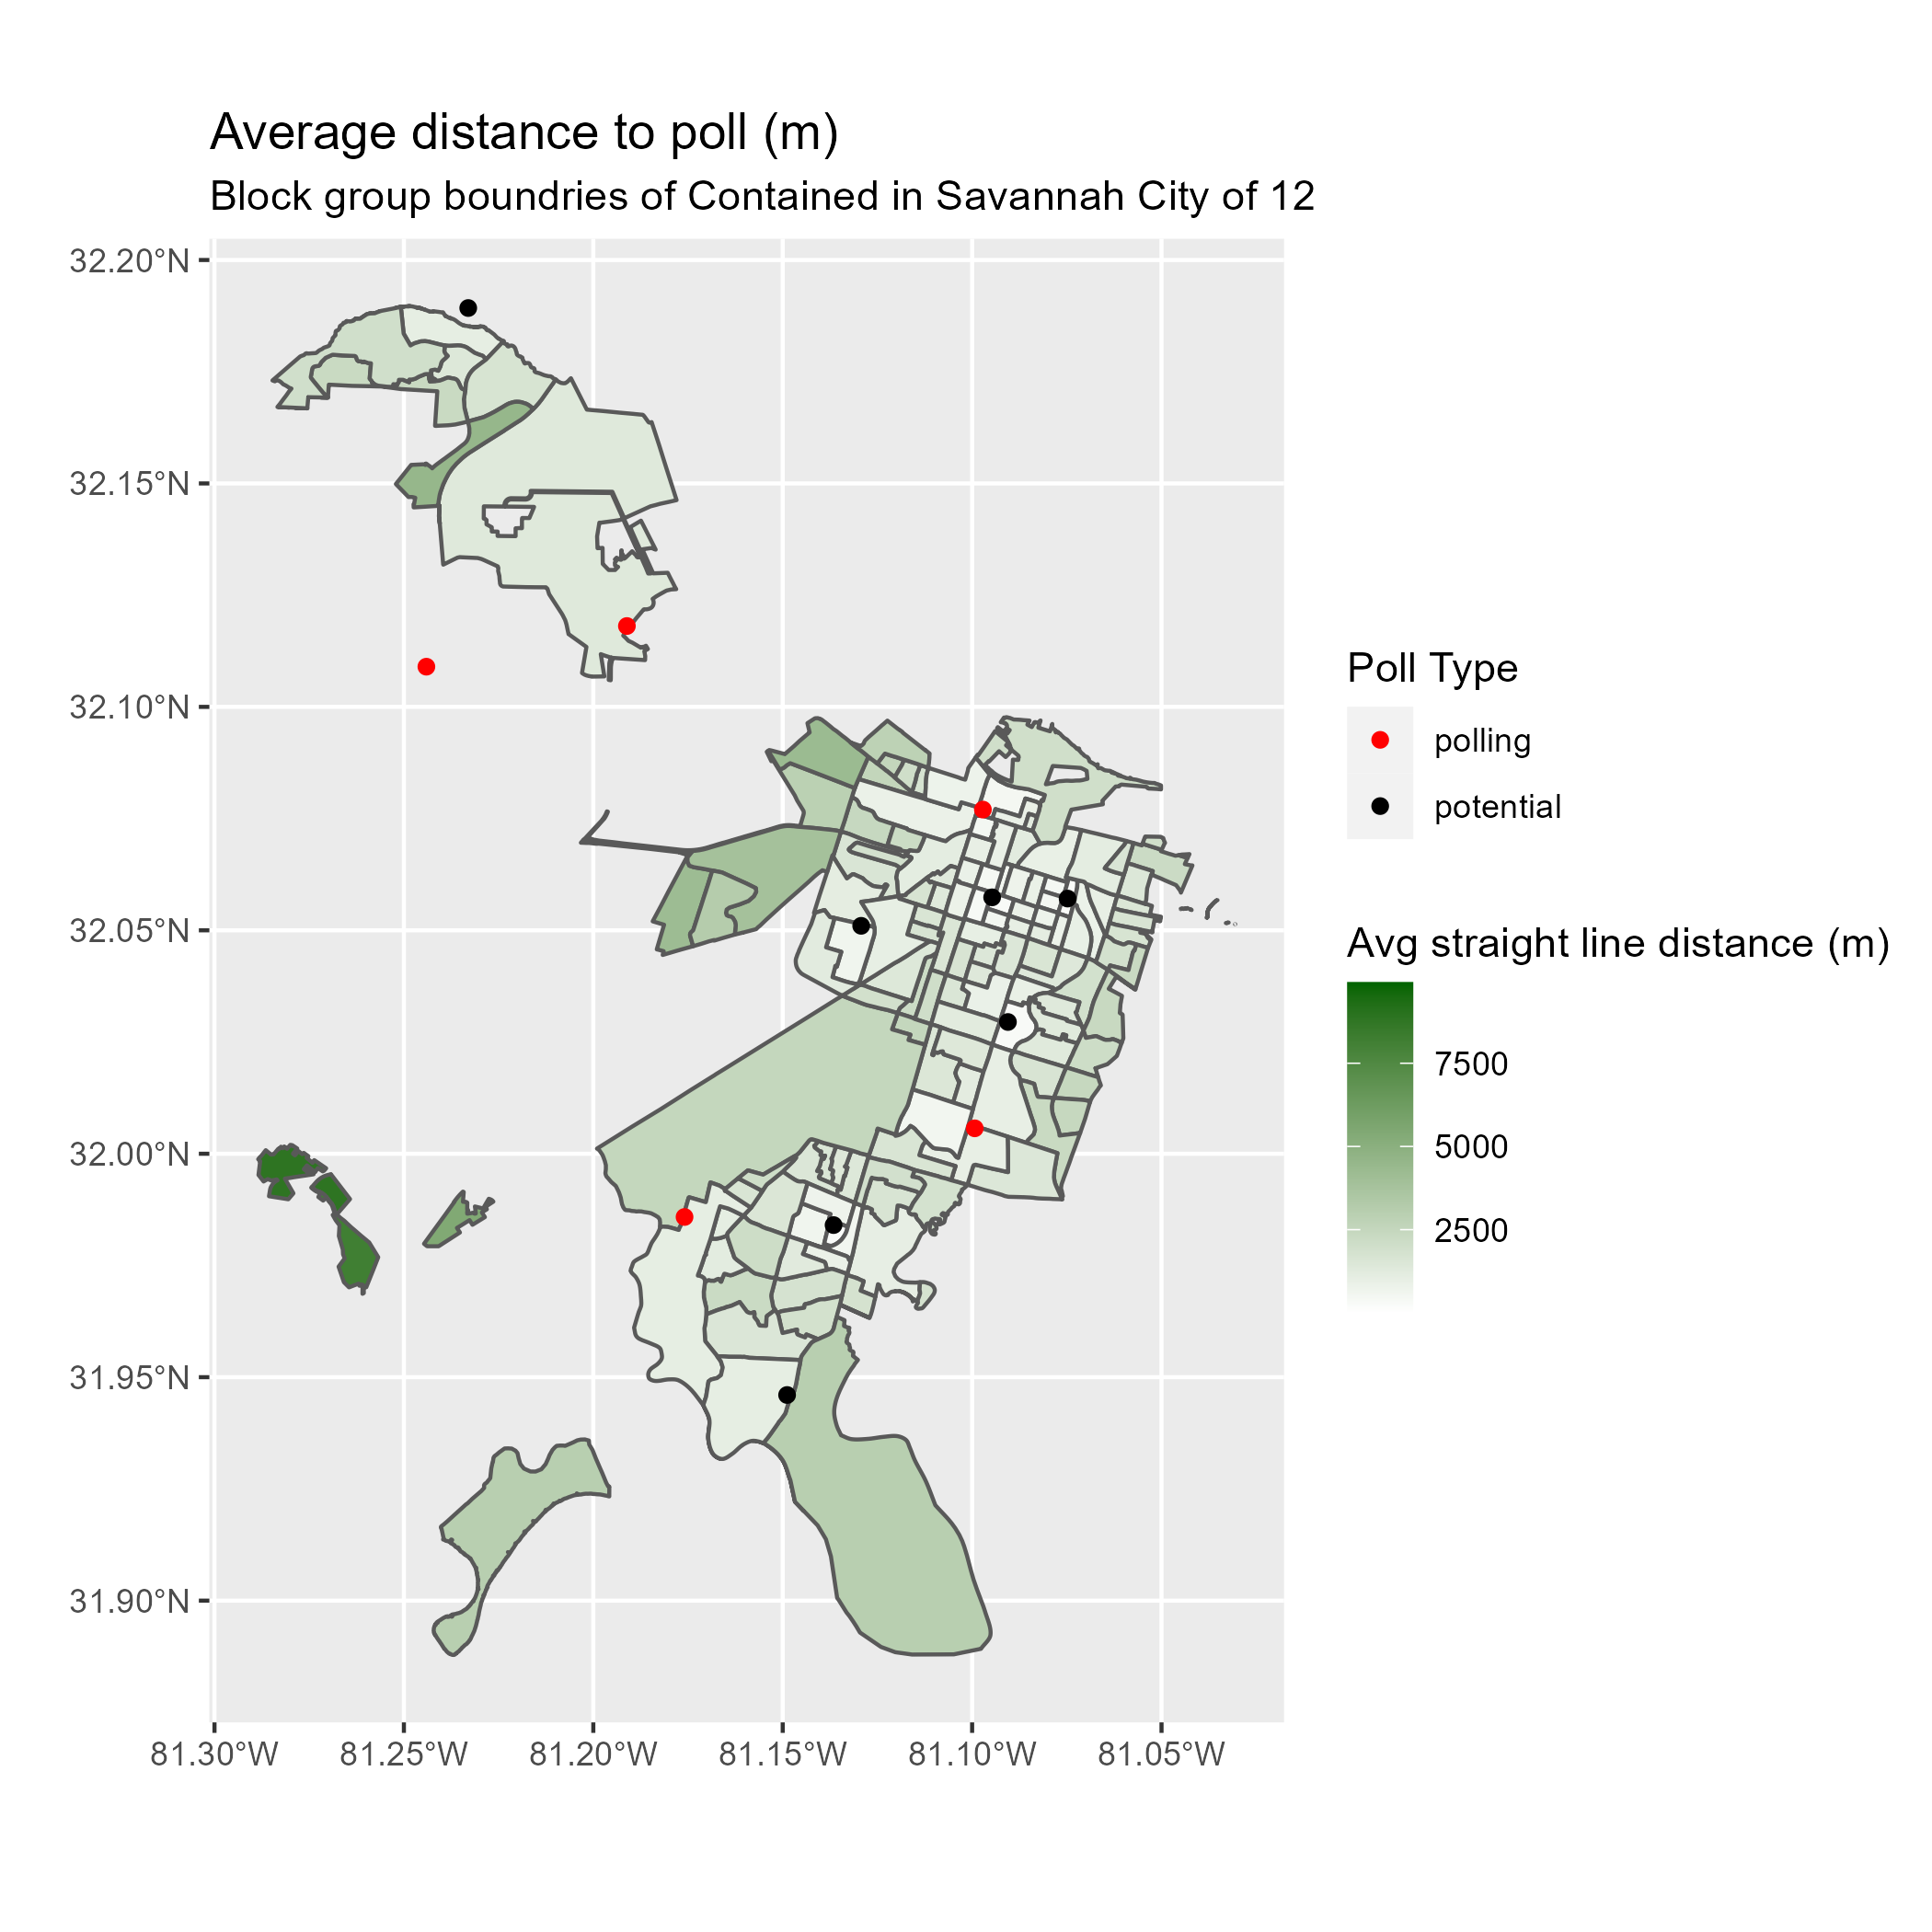 Average distance to poll (m)
Block group boundries of Contained in Savannah City of 12
32.20°N
32.15°N
32.10°N
32.05°N
32.00°N
31.95°N
31.90°N
81.30°W 81.25°W 81.20°W 81.15°W 81.10°W 81.05°W
Poll Type
polling
potential
Avg straight line distance (m)
7500
5000
2500